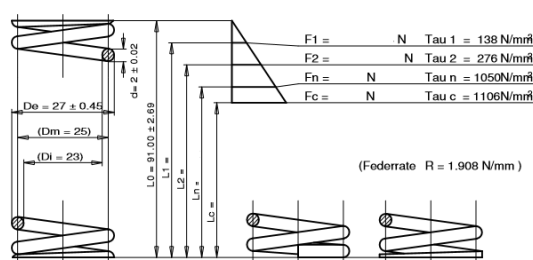 F1 = N Tau 1 = 138 N/mm²
F2 = N Tau 2 = 276 N/mm²
Fn = N Tau n = 1050N/mm²
Fc = N Tau c = 1106N/mm²
d= 2 ± 0.02
De = 27 ± 0.45
(Dm = 25)
(Di = 23)
L0 = 91.00 ± 2.69
L1 =
L2 =
Ln =
Lc =
(Federrate R = 1.908 N/mm )